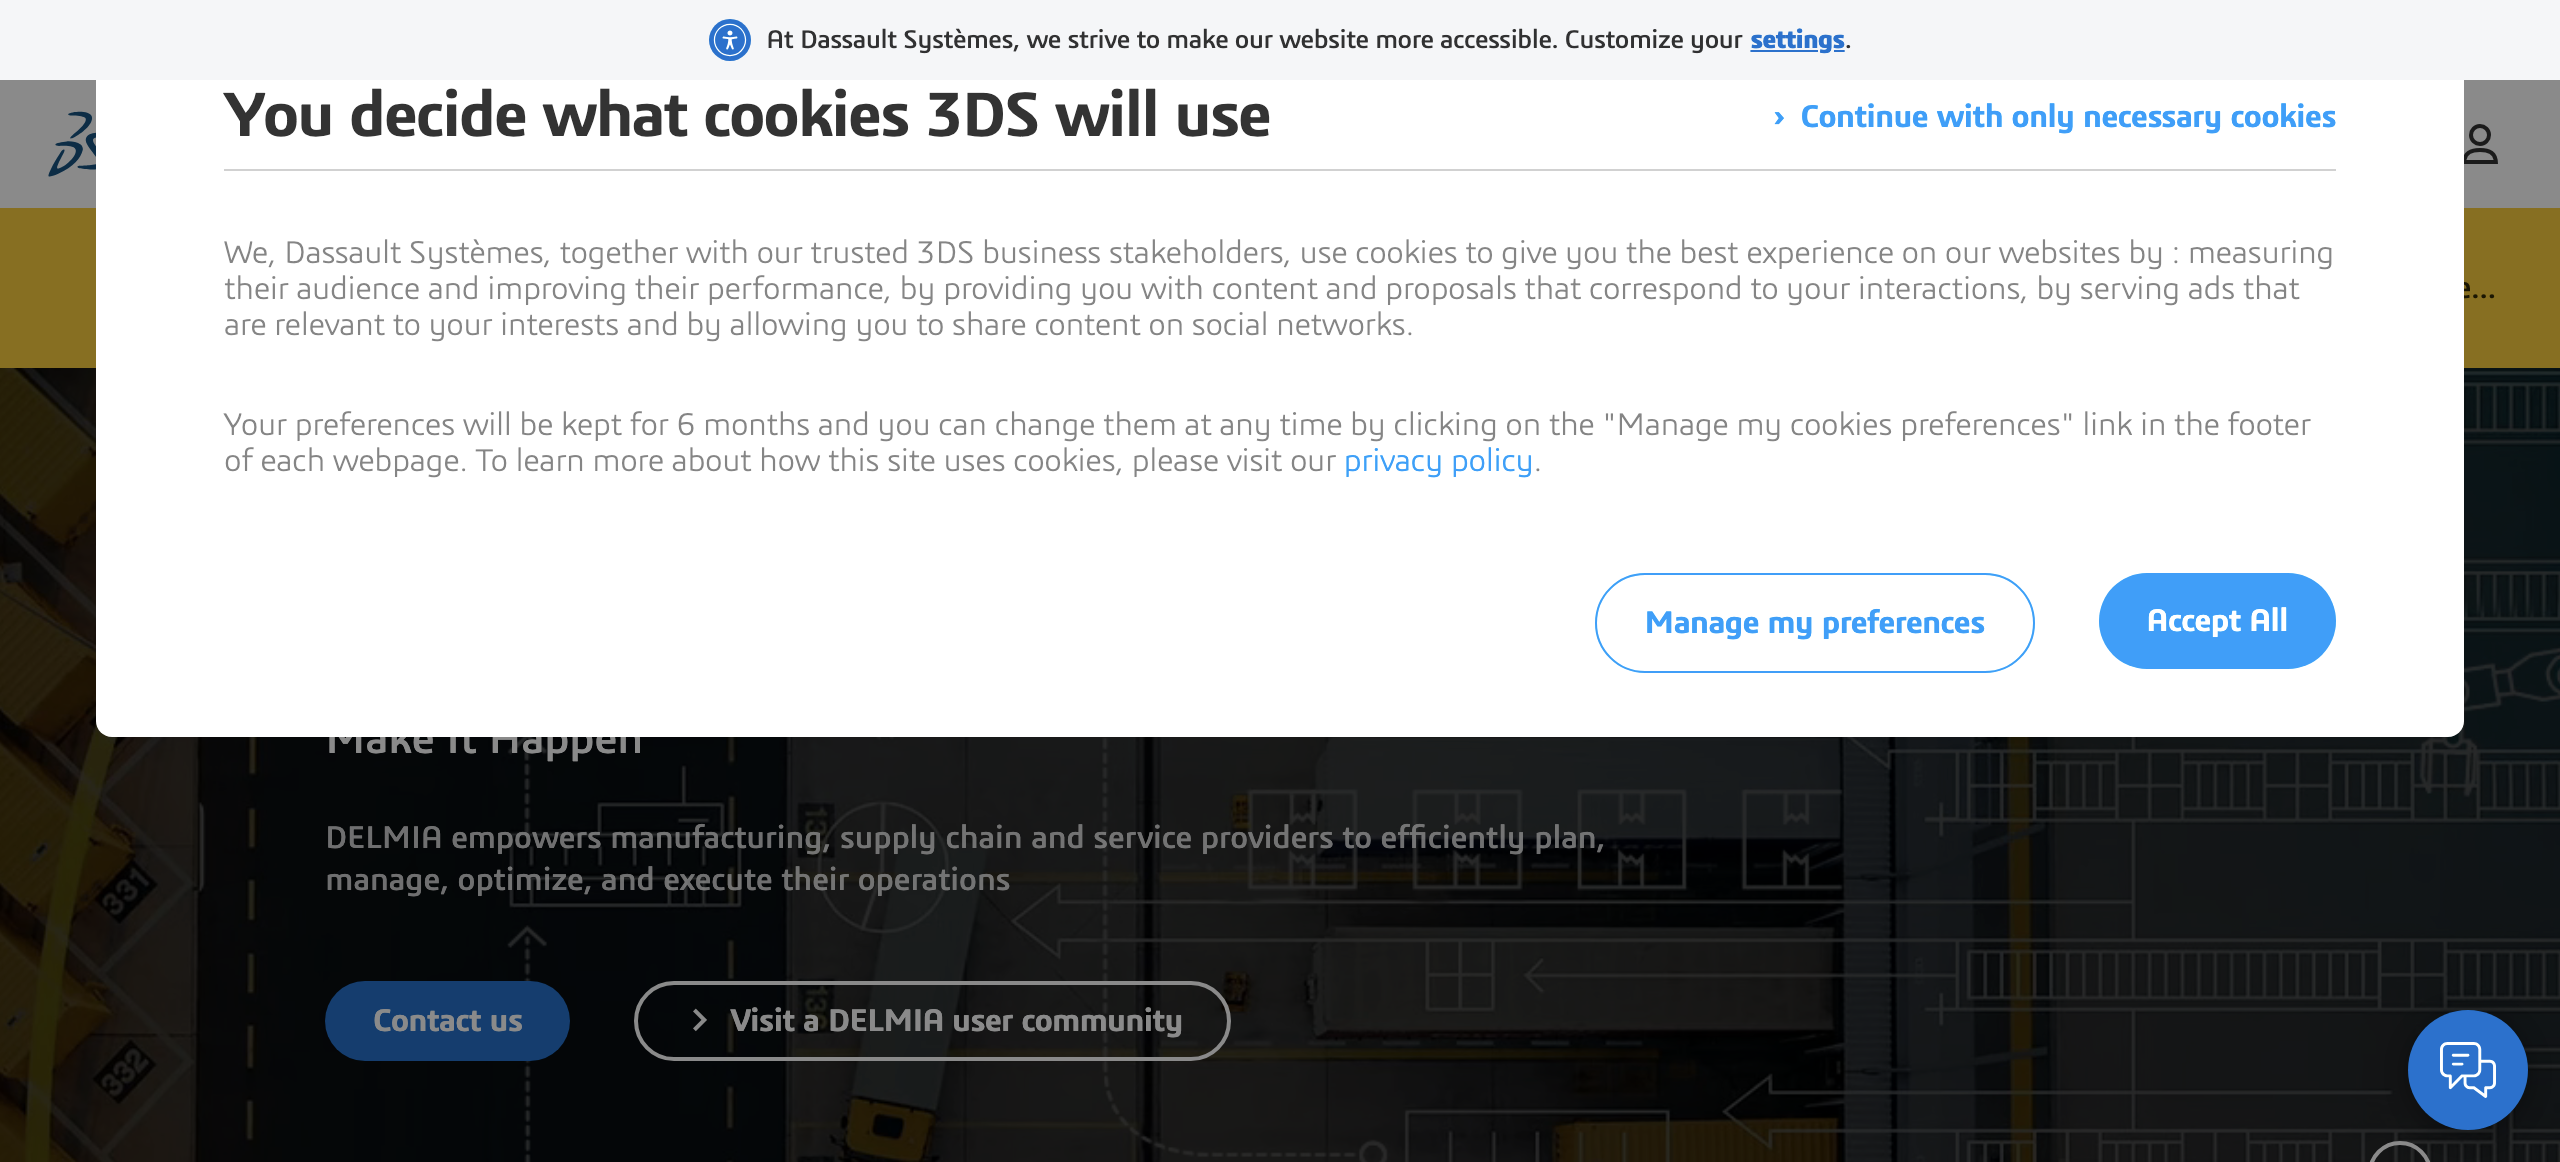 At Dassault Systèmes, we strive to make our website more accessible. Customize your settings.
You decide what cookies 3DS will use
› Continue with only necessary cookies
We, Dassault Systèmes, together with our trusted 3DS business stakeholders, use cookies to give you the best experience on our websites by : measuring
their audience and improving their performance, by providing you with content and proposals that correspond to your interactions, by serving ads that
are relevant to your interests and by allowing you to share content on social networks.
Your preferences will be kept for 6 months and you can change them at any time by clicking on the "Manage my cookies preferences" link in the footer
of each webpage. To learn more about how this site uses cookies, please visit our privacy policy.
Manage my preferences
Accept All
Make it Happen
DELMIA empowers manufacturing, supply chain and service providers to efficiently plan,
manage, optimize, and execute their operations
331
Contact us
Visit a DELMIA user community
332